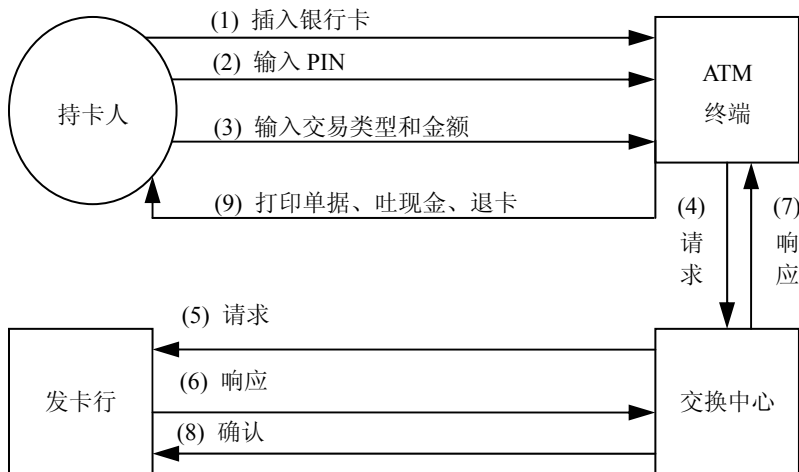 (1) 插入银行卡
(2) 输入 PIN
ATM
终端
持卡人
(3) 输入交易类型和金额
(9) 打印单据、吐现金、退卡
(4)
请
求
(7)
响
应
(5) 请求
(6) 响应
发卡行
交换中心
(8) 确认